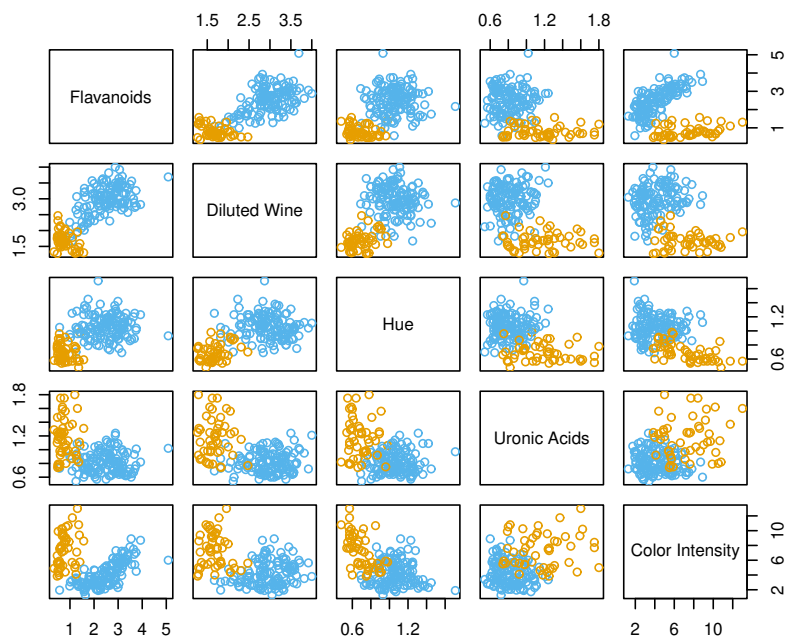 1.5 2.5 3.5 0.6 1.2 1.8
Flavanoids 1 3 5
1.5 3.0 Diluted Wine
Hue 0.6 1.2
0.6 1.2 1.8 Uronic Acids
Color Intensity 2 6 10
1 2 3 4 5 0.6 1.2 2 6 10